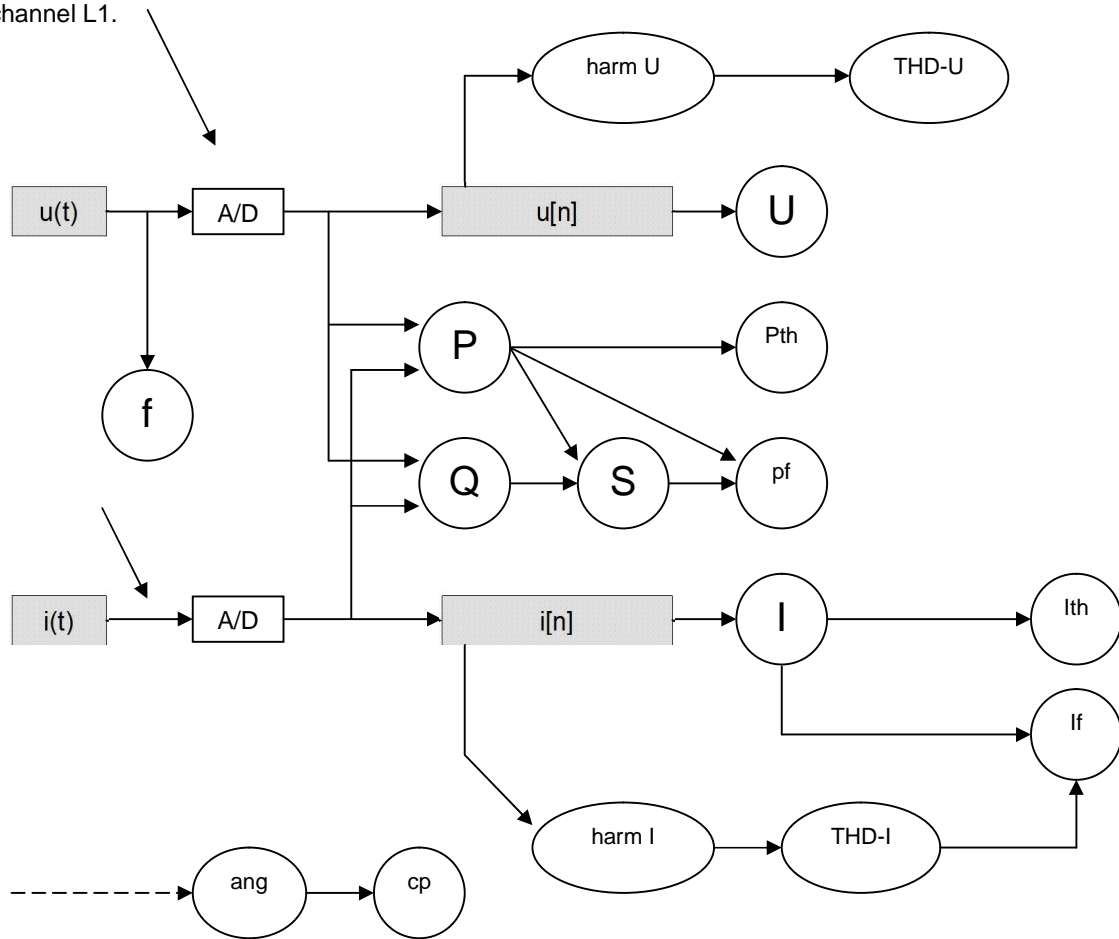 channel L1.
harm U
THD-U
u(t)
A/D
u[n]
U
P
Pth
f
Q
S
pf
i(t)
A/D
i[n]
I
Ith
If
harm I
THD-I
ang
cp